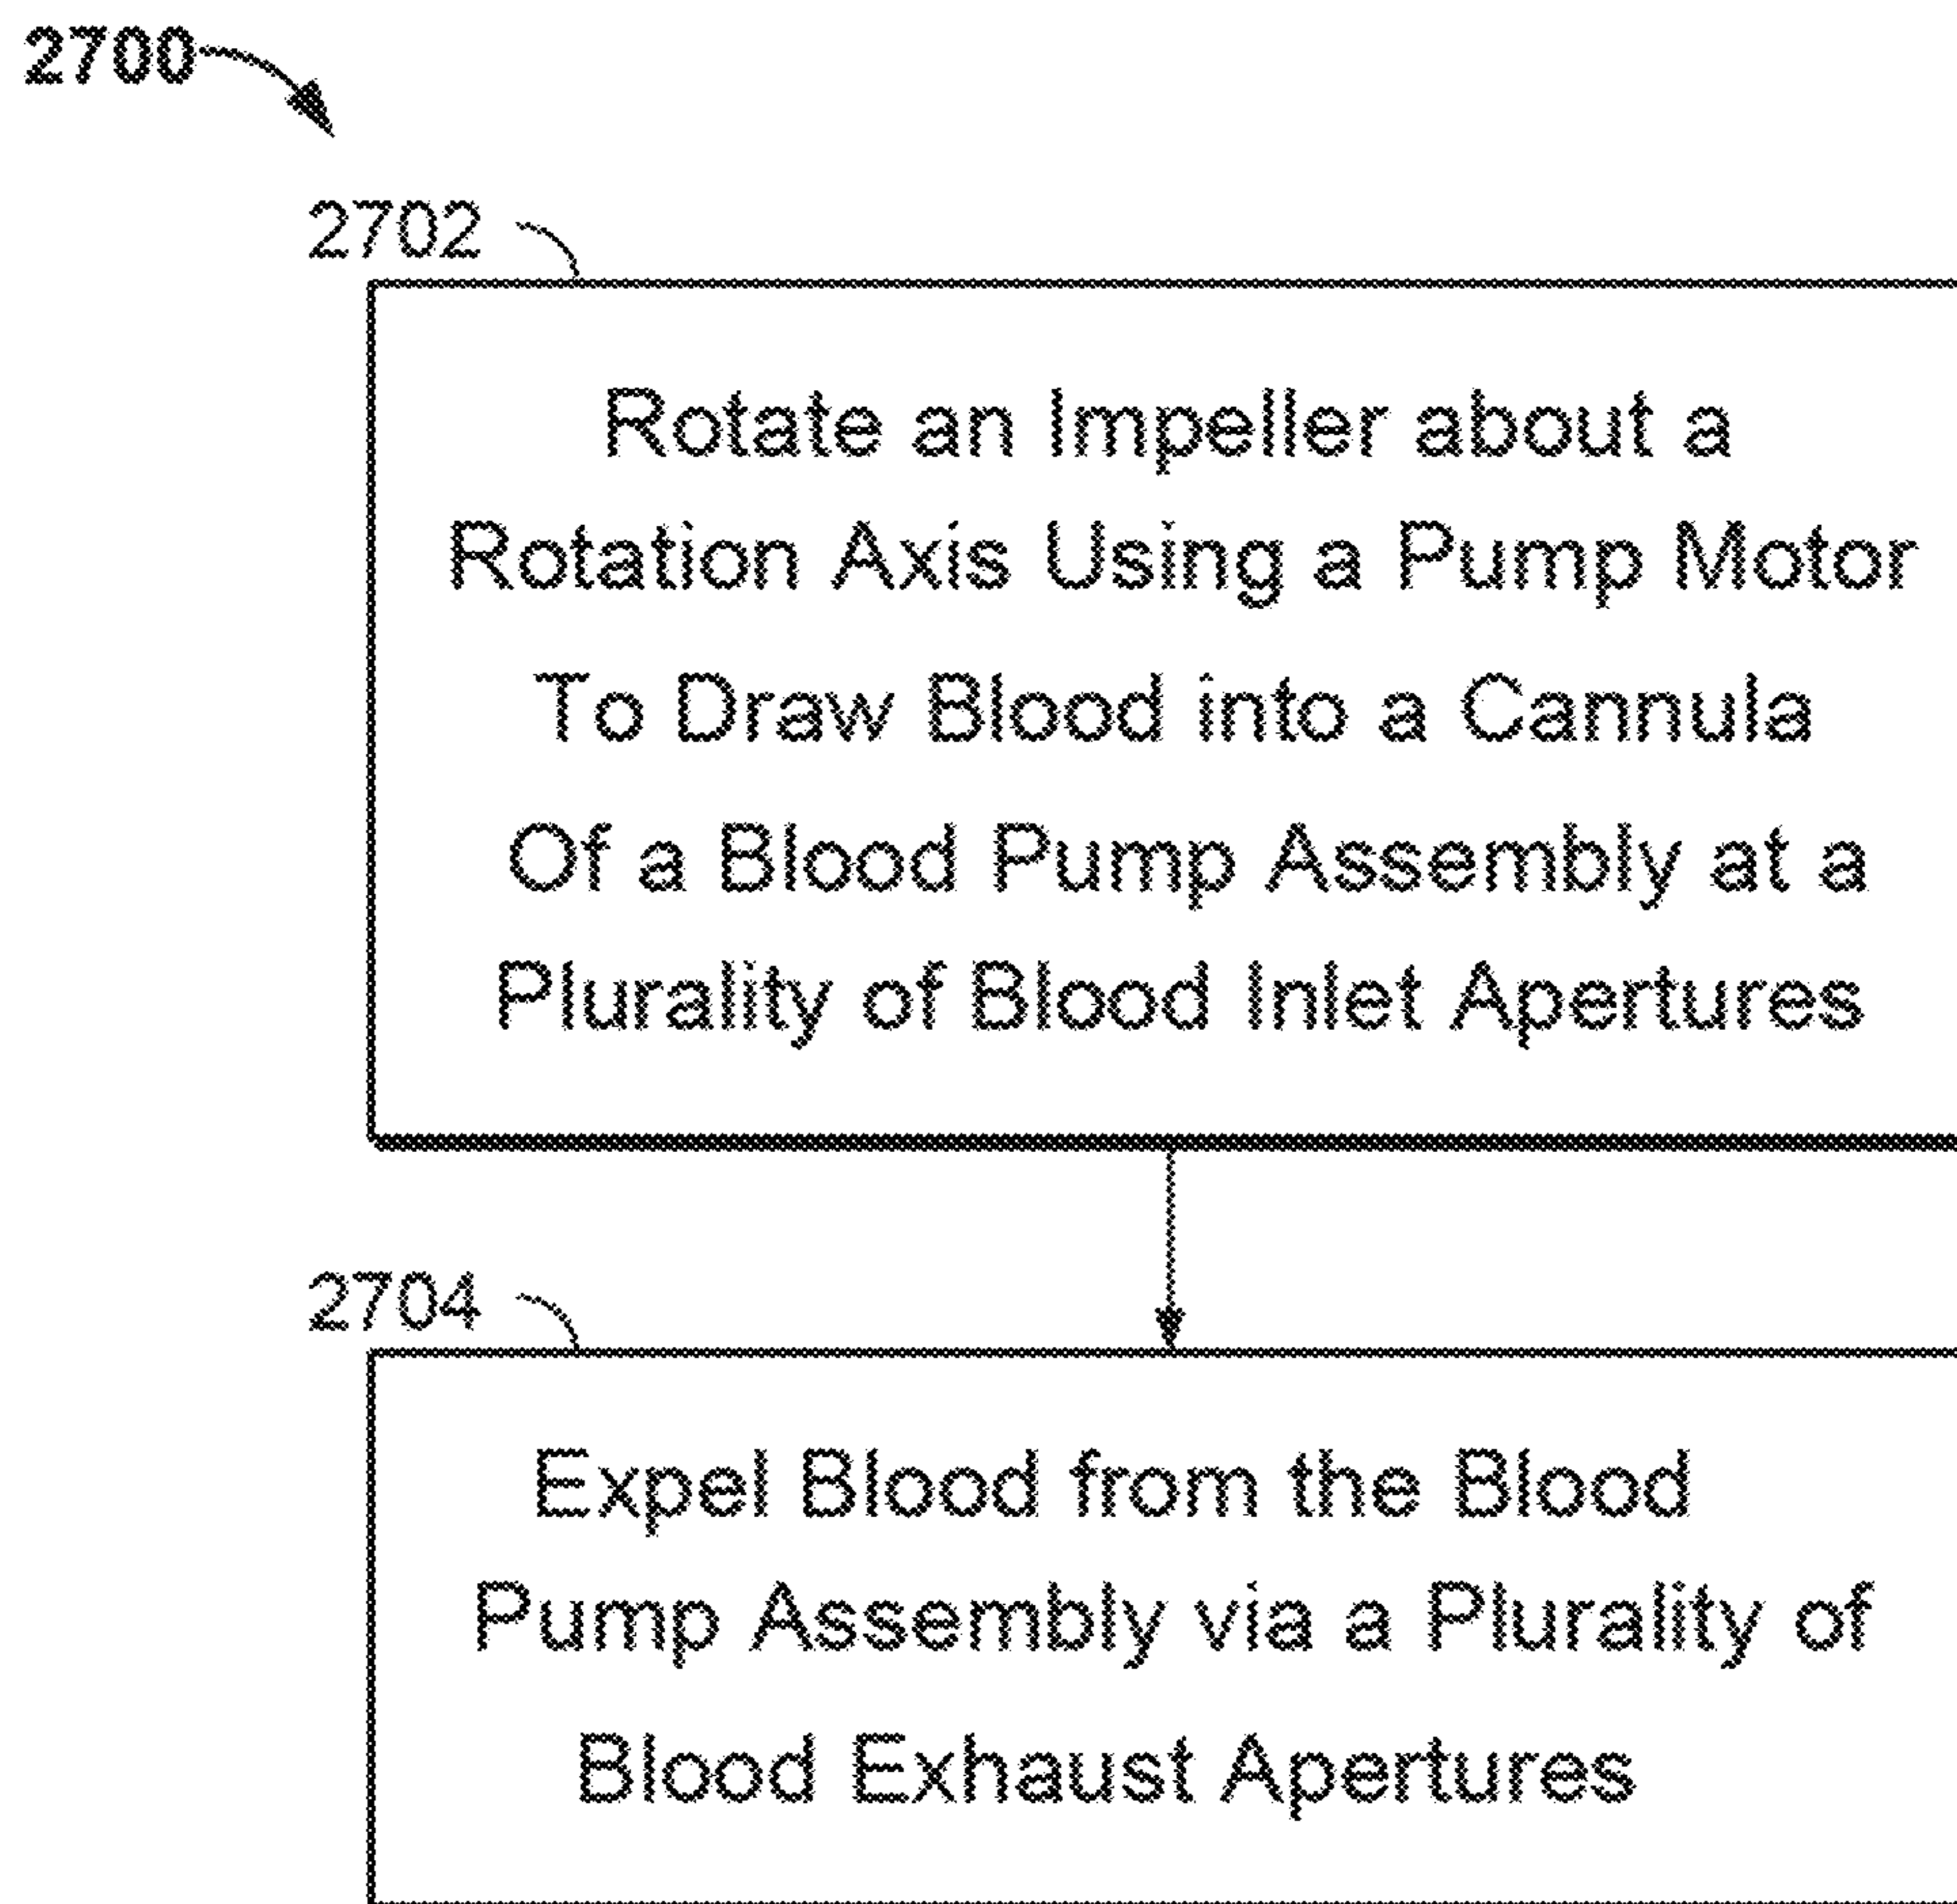 2700
2702
Rotate an Impeller about a
Rotation Axis Using a Pump Motor
To Draw Blood into a Cannula
Of a Blood Pump Assembly at a
Plurality of Blood Inlet Apertures
2704
Expel Blood from the Blood
Pump Assembly via a Plurality of
Blood Exhaust Apertures